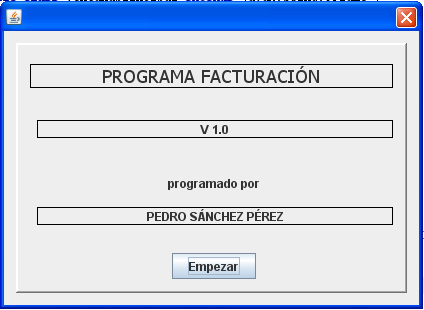 PROGRAMA FACTURACIÓN
V 1.0
programado por
PEDRO SÁNCHEZ PÉREZ
Empezar